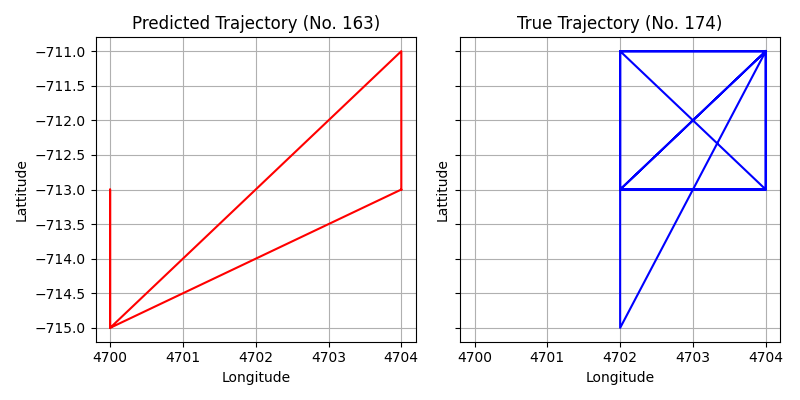 Predicted Trajectory (No. 163)
True Trajectory (No. 174)
−711.0
−711.5
−712.0
−712.5
−713.0
−713.5
−714.0
−714.5
−715.0
Lattitude
Lattitude
4700 4701 4702 4703 4704
4700 4701 4702 4703 4704
Longitude
Longitude